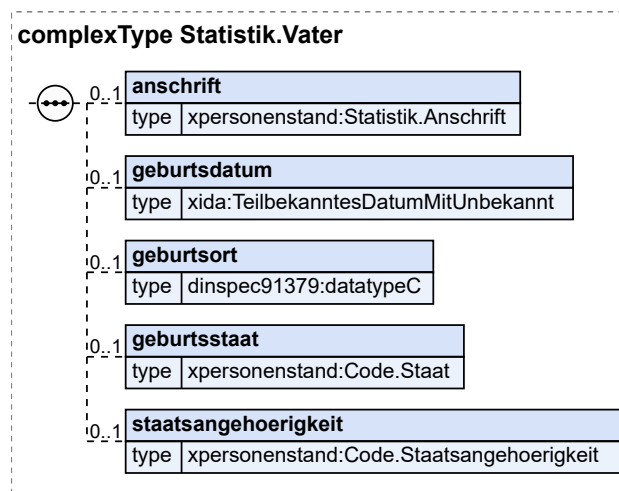 complexType Statistik.Vater
0..1 anschrift
type xpersonenstand:Statistik.Anschrift
0..1 geburtsdatum
type xida:TeilbekanntesDatumMitUnbekannt
0..1 geburtsort
type dinspec91379:datatypeC
0..1 geburtsstaat
type xpersonenstand:Code.Staat
0..1 staatsangehoerigkeit
type xpersonenstand:Code.Staatsangehoerigkeit